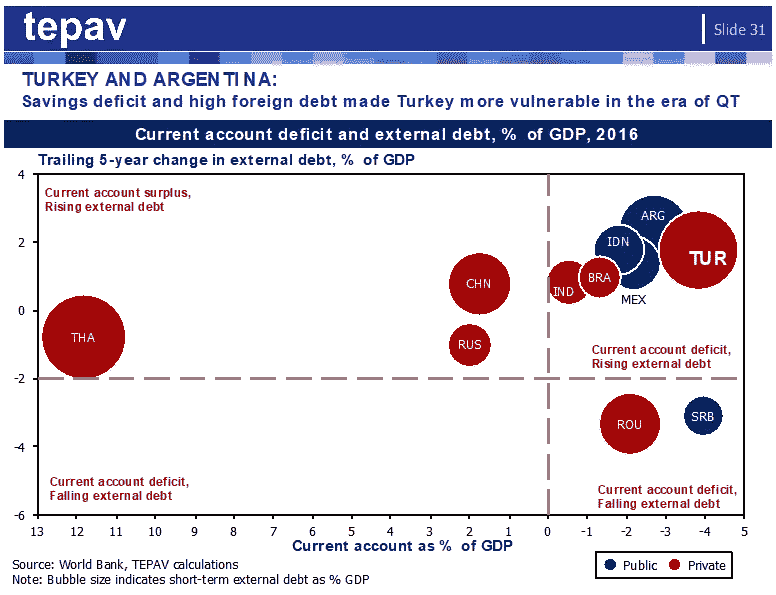 tepav
Slide 31
TURKEY AND ARGENTINA:
Savings deficit and high foreign debt made Turkey more vulnerable in the era of QT
Current account deficit and external debt, % of GDP, 2016
Trailing 5-year change in external debt, % of GDP
4
Current account surplus,
Rising external debt
ARG
2
IDN
TUR
CHN
IND
BRA
MEX
0
THA
RUS
Current account deficit,
Rising external debt
-2
ROU
SRB
-4
Current account deficit,
Falling external debt
Current account deficit,
Falling external debt
-6
13 12 11 10 9 8 7 6 5 4 3 2 1 0 -1 -2 -3 -4 5
Current account as % of GDP
Source: World Bank, TEPAV calculations
Note: Bubble size indicates short-term external debt as % GDP
Public Private